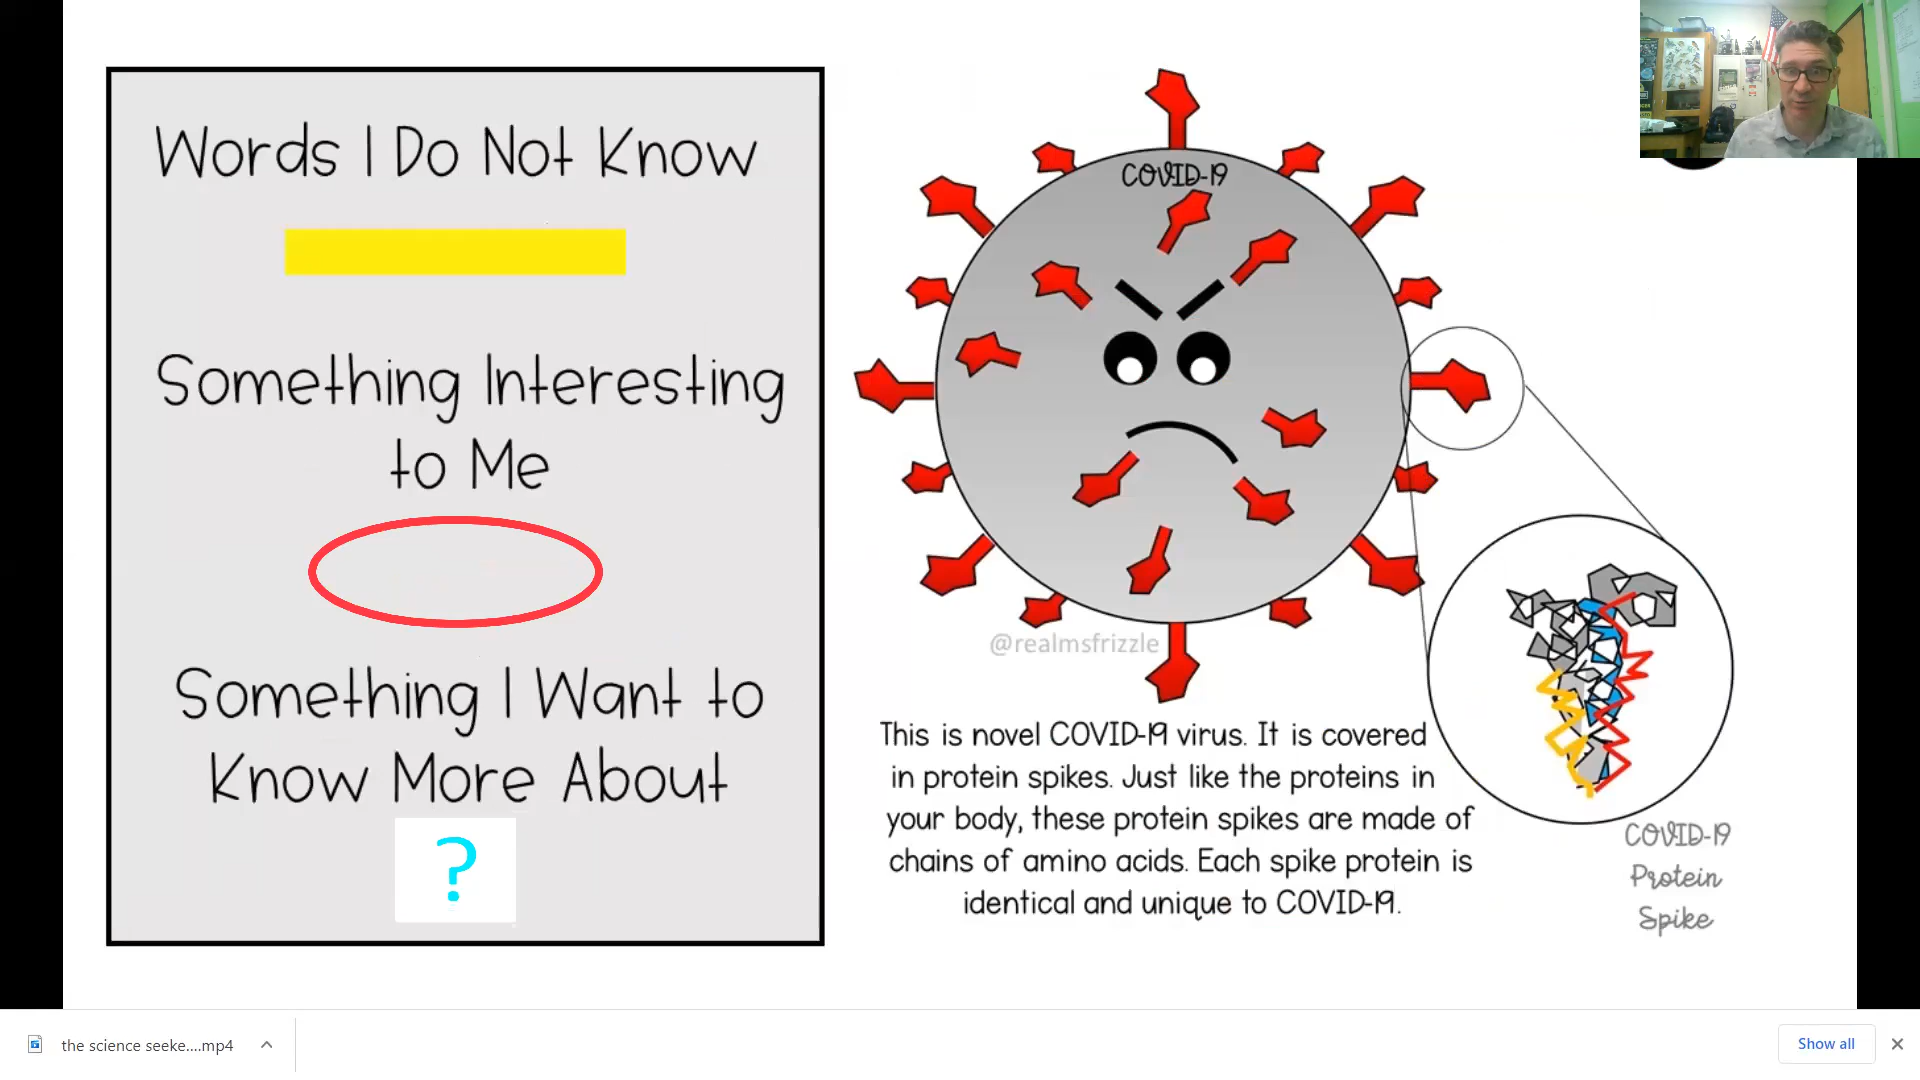 Words I Do Not Know
Something Interesting
to Me
Something I Want to
Know More About
?
COVID-19
@realmsfrizzle
This is novel COVID-19 virus. It is covered
in protein spikes. Just like the proteins in
your body, these protein spikes are made of
chains of amino acids. Each spike protein is
identical and unique to COVID-19.
COVID-19
Protein
Spike
the science seeke....mp4
Show all